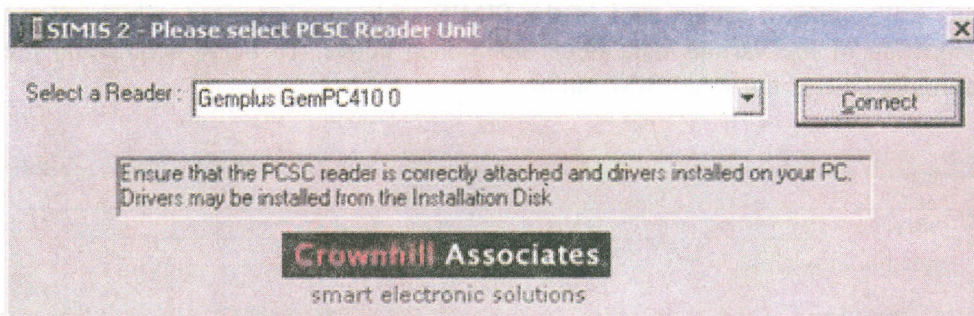 SIMIS 2 - Please select PCSC Reader Unit
Select a Reader : Gemplus GemPC410 0 Connect
Ensure that the PCSC reader is correctly attached and drivers installed on your PC.
Drivers may be installed from the Installation Disk
Crownhill Associates
smart electronic solutions